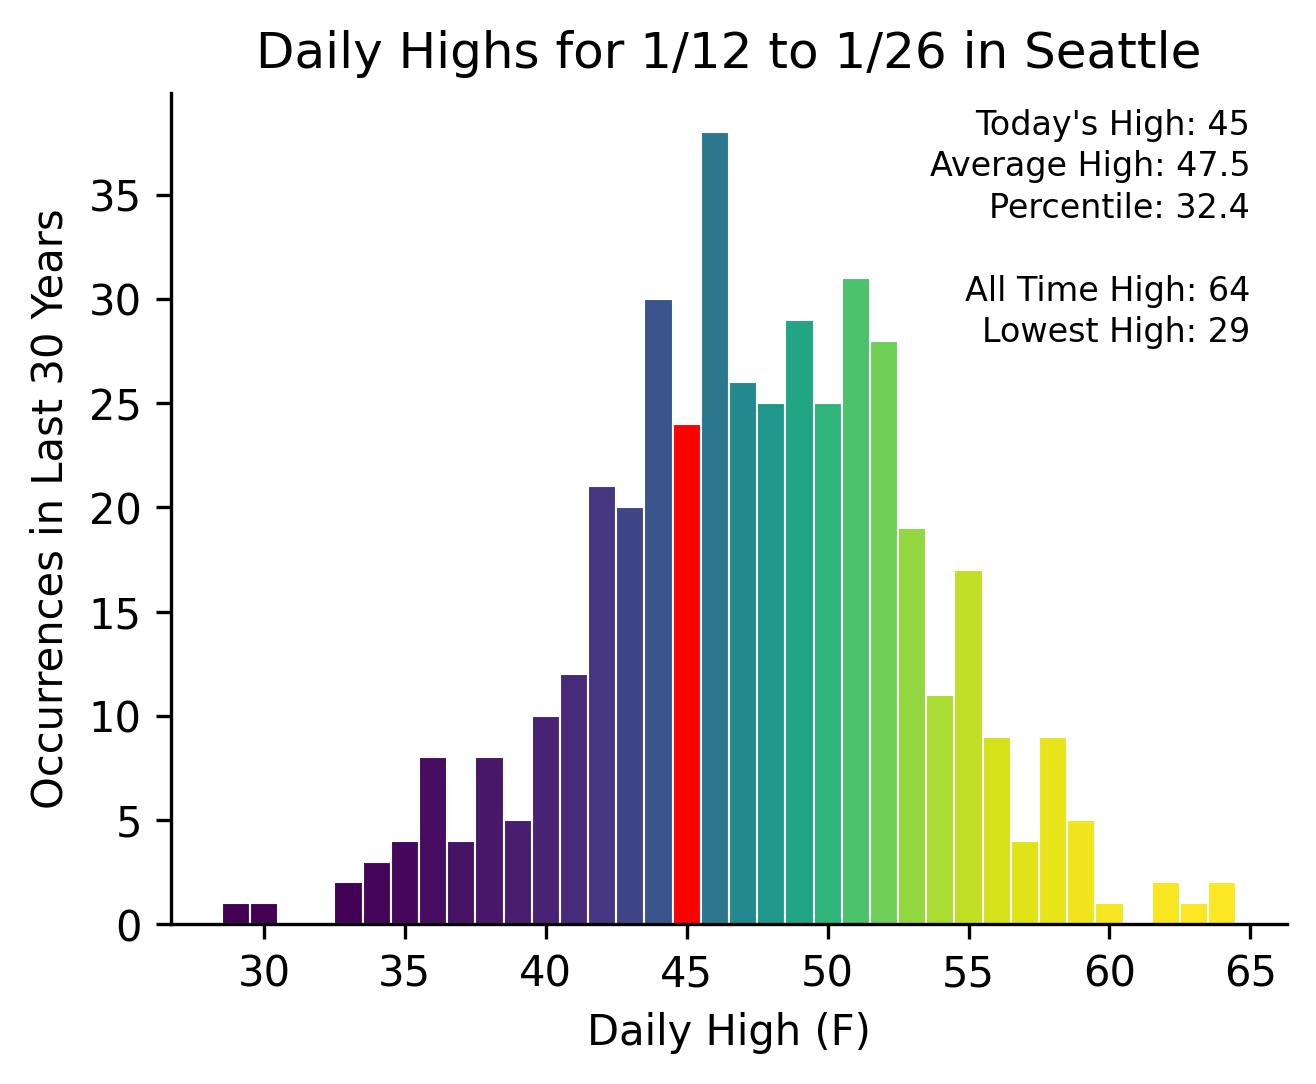 Daily Highs for 1/12 to 1/26 in Seattle
Today's High: 45
Average High: 47.5
Percentile: 32.4
All Time High: 64
Lowest High: 29
Occurrences in Last 30 Years
35
30
25
20
15
10
5
0
30 35 40 45 50 55 60 65
Daily High (F)